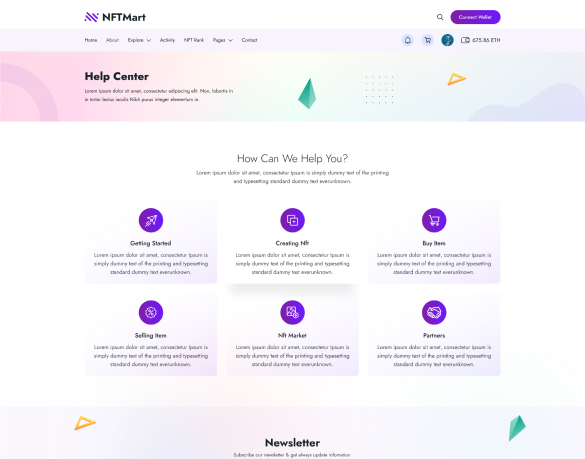 NFTMart
Connect Wallet
Home About Explore Activity NFT Rank Pages Contact 675.86 ETH
Help Center
Lorem ipsum dolor sit amet, consectetur adipiscing elit. Non, lobortis in
in tortor lectus iaculis Nibh purus integer elementum in.
How Can We Help You?
Lorem ipsum dolor sit amet, consectetur Ipsum is simply dummy text of the printing
and typesetting standard dummy text everunknown.
Getting Started
Lorem ipsum dolor sit amet, consectetur Ipsum is
simply dummy text of the printing and typesetting
standard dummy text everunknown.
Creating Nft
Lorem ipsum dolor sit amet, consectetur Ipsum is
simply dummy text of the printing and typesetting
standard dummy text everunknown.
Buy Item
Lorem ipsum dolor sit amet, consectetur Ipsum is
simply dummy text of the printing and typesetting
standard dummy text everunknown.
Selling Item
Lorem ipsum dolor sit amet, consectetur Ipsum is
simply dummy text of the printing and typesetting
standard dummy text everunknown.
Nft Market
Lorem ipsum dolor sit amet, consectetur Ipsum is
simply dummy text of the printing and typesetting
standard dummy text everunknown.
Partners
Lorem ipsum dolor sit amet, consectetur Ipsum is
simply dummy text of the printing and typesetting
standard dummy text everunknown.
Newsletter
Subscribe our newsletter & get always update infomation